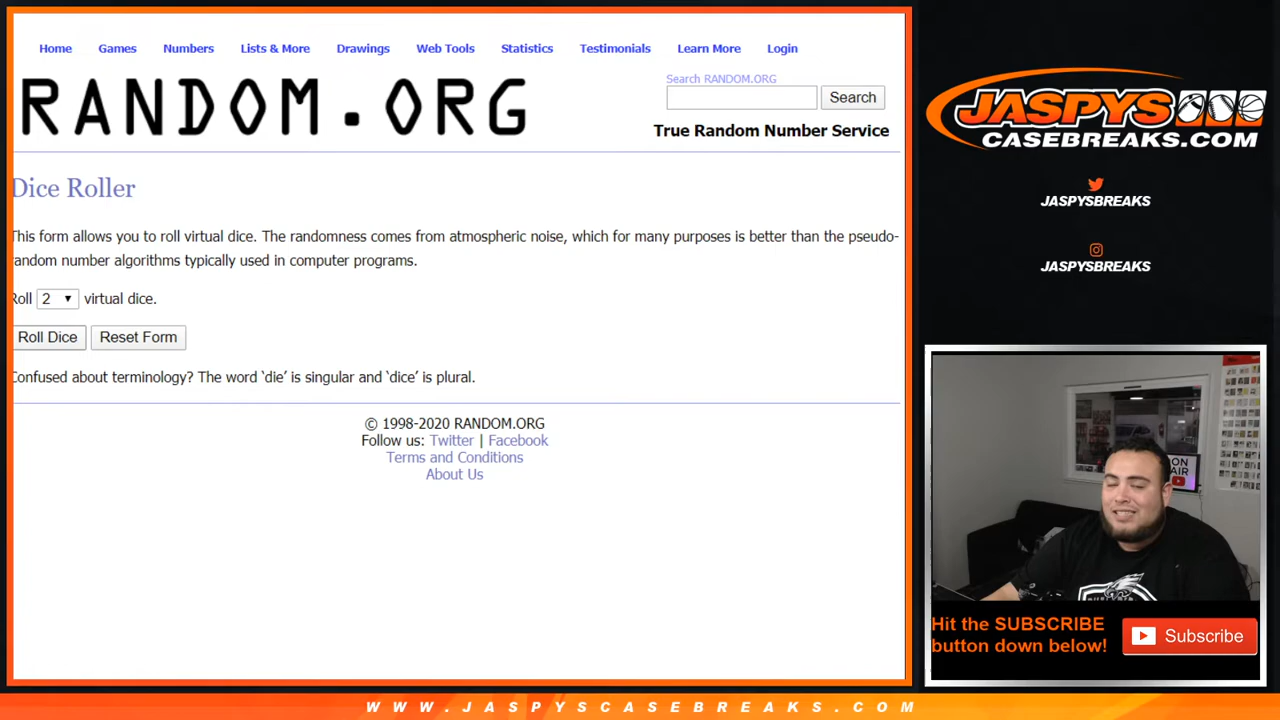 Home Games Numbers Lists & More Drawings Web Tools Statistics Testimonials Learn More Login
RANDOM.ORG
Search RANDOM.ORG
Search
True Random Number Service
Dice Roller
This form allows you to roll virtual dice. The randomness comes from atmospheric noise, which for many purposes is better than the pseudo-
random number algorithms typically used in computer programs.
Roll 2 virtual dice.
Roll Dice Reset Form
Confused about terminology? The word ‘die’ is singular and ‘dice’ is plural.
© 1998-2020 RANDOM.ORG
Follow us: Twitter | Facebook
Terms and Conditions
About Us
JASPYS
CASEBREAKS.COM
JASPYSBREAKS
JASPYSBREAKS
ON
AIR
Hit the SUBSCRIBE
button down below!
Subscribe
WWW.JASPYSCASEBREAKS.COM